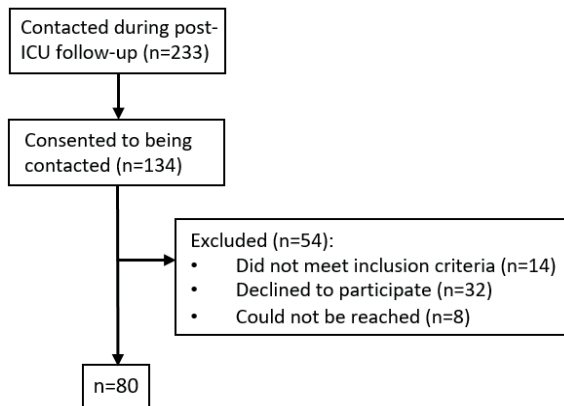 Contacted during post-
ICU follow-up (n=233)
Consented to being
contacted (n=134)
Excluded (n=54):
• Did not meet inclusion criteria (n=14)
• Declined to participate (n=32)
• Could not be reached (n=8)
n=80